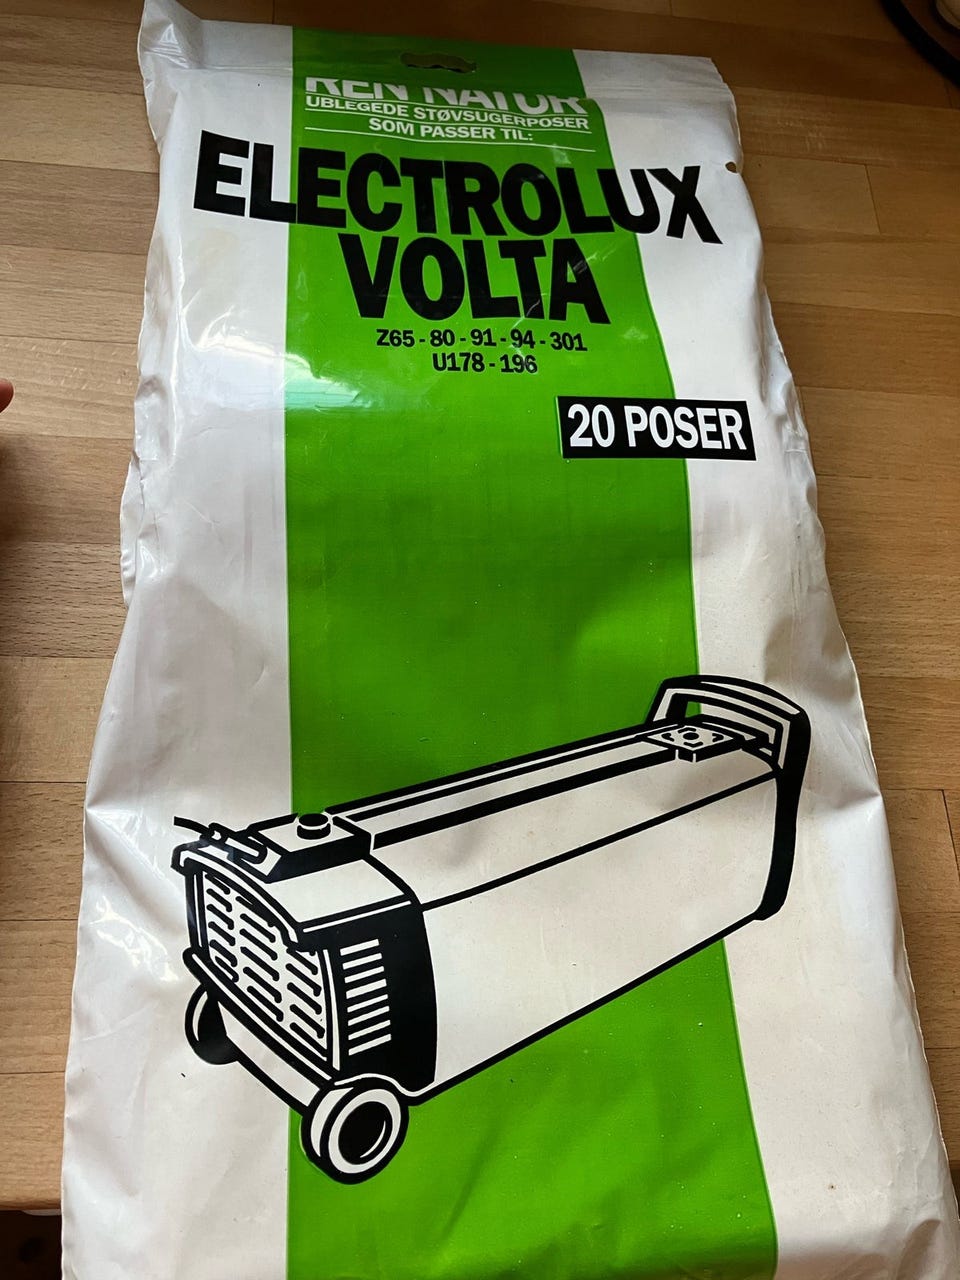 REN NATUR
UBLEGEDE STØVSUGERPOSER
SOM PASSER TIL:
ELECTROLUX
VOLTA
Z65 - 80 - 91 - 94 - 301
U178 - 196
20 POSER